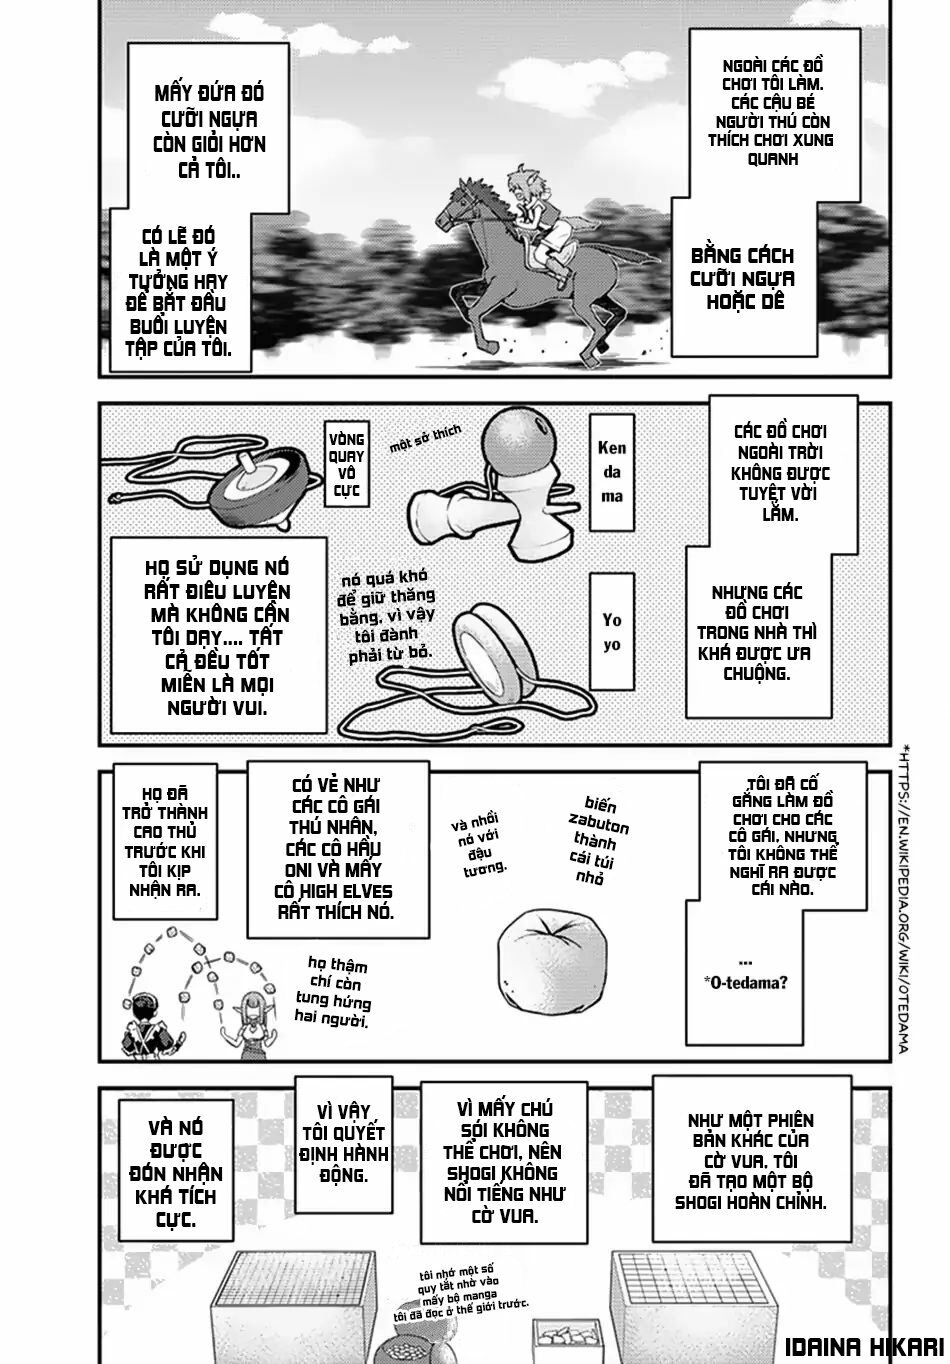 NGOÀI CÁC ĐỒ
CHƠI TÔI LÀM.
CÁC CẬU BÉ
NGƯỜI THÚ CÒN
THÍCH CHƠI XUNG
QUANH
BẰNG CÁCH
CƯỠI NGỰA
HOẶC DÊ
MẤY ĐỨA ĐÓ
CƯỠI NGỰA
CÒN GIỎI HƠN
CẢ TÔI..
CÓ LẼ ĐÓ
LÀ MỘT Ý
TƯỞNG HAY
ĐỂ BẮT ĐẦU
BUỔI LUYỆN
TẬP CỦA TÔI.
CÁC ĐỒ CHƠI
NGOÀI TRỜI
KHÔNG ĐƯỢC
TUYỆT VỜI
LẮM.
NHƯNG CÁC
ĐỒ CHƠI
TRONG NHÀ THÌ
KHÁ ĐƯỢC ƯA
CHUỘNG.
Ken
da
ma
một sở thích
VÒNG
QUAY
VÔ
CỰC
Yo
yo
nó quá khó
để giữ thăng
bằng, vì vậy
tôi đành
phải từ bỏ.
HỌ SỬ DỤNG NÓ
RẤT ĐIÊU LUYỆN
MÀ KHÔNG CẦN
TÔI DẠY.... TẤT
CẢ ĐỀU TỐT
MIỄN LÀ MỌI
NGƯỜI VUI.
TÔI ĐÃ CỐ
GẮNG LÀM ĐỒ
CHƠI CHO CÁC
CÔ GÁI, NHƯNG
TÔI KHÔNG THỂ
NGHĨ RA ĐƯỢC
CÁI NÀO.
...
*O-tedama?
*HTTPS://EN.WIKIPEDIA.ORG/WIKI/OTEDAMA
biến
zabuton
thành
cái túi
nhỏ
và nhồi
nó với
đậu
tương.
CÓ VẺ NHƯ
CÁC CÔ GÁI
THÚ NHÂN,
CÁC CÔ HẦU
ONI VÀ MẤY
CÔ HIGH ELVES
RẤT THÍCH NÓ.
HỌ ĐÃ
TRỞ THÀNH
CAO THỦ
TRƯỚC KHI
TÔI KỊP
NHẬN RA.
họ thậm
chí còn
tung hứng
hai người.
NHƯ MỘT PHIÊN
BẢN KHÁC CỦA
CỜ VUA, TÔI
ĐÃ TẠO MỘT BỘ
SHOGI HOÀN CHỈNH.
VÌ MẤY CHÚ
SÓI KHÔNG
THỂ CHƠI, NÊN
SHOGI KHÔNG
NỔI TIẾNG NHƯ
CỜ VUA.
VÌ VẬY
TÔI QUYẾT
ĐỊNH HÀNH
ĐỘNG.
VÀ NÓ
ĐƯỢC
ĐÓN NHẬN
KHÁ TÍCH
CỰC.
tôi nhớ một số
quy tắt nhờ vào
mấy bộ manga
tôi đã đọc ở thế giới trước.
IDAINA HIKARI